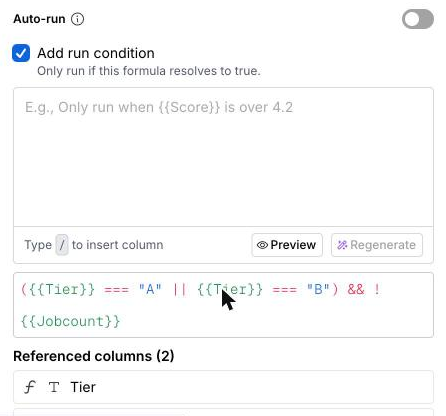 Auto-run
Add run condition
Only run if this formula resolves to true.
E.g., Only run when {{Score}} is over 4.2
Type / to insert column
Preview
Regenerate
({{Tier}} === "A" || {{Tier}} === "B") && !
{{Jobcount}}
Referenced columns (2)
Tier